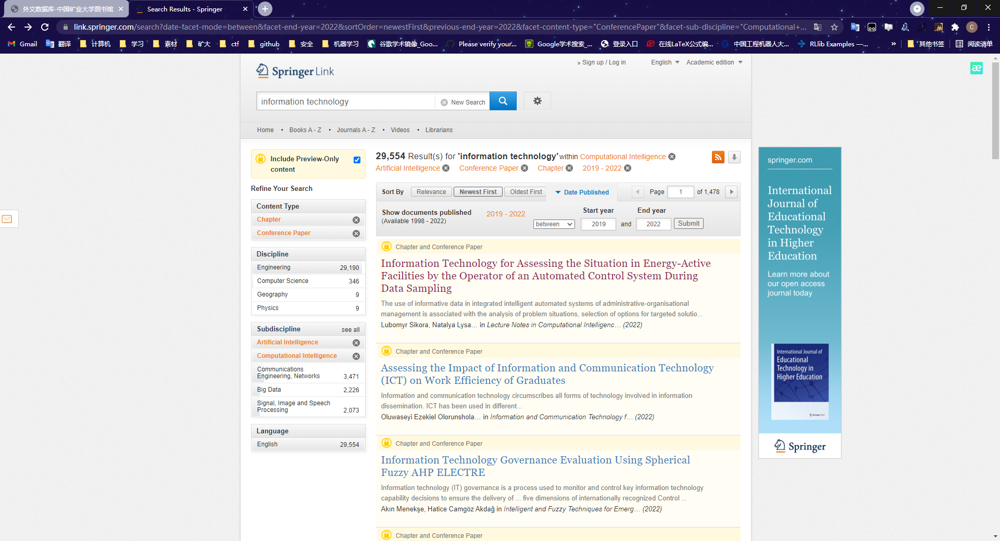 外文数据库-中国矿业大学图书馆
Search Results - Springer
link.springer.com/search?date-facet-mode=between&facet-end-year=2022&sortOrder=newestFirst&previous-end-year=2022&facet-content-type="ConferencePaper"&facet-sub-discipline="Computational+...
C
Gmail 翻译 计算机 学习 素材 矿大 ctf github 安全 机器学习 谷歌学术镜像_Goo... Please verify your... Google学术搜索_... 登录入口 在线LaTeX公式编... 中国工程机器人大... RLlib Examples —... » 其他书签 阅读清单
Springer Link
» Sign up / Log in English Academic edition
æ
information technology New Search
Home • Books A - Z • Journals A - Z • Videos • Librarians
Include Preview-Only
content
Refine Your Search
Content Type
Chapter
Conference Paper
Discipline
Engineering 29,190
Computer Science 346
Geography 9
Physics 9
Subdiscipline see all
Artificial Intelligence
Computational Intelligence
Communications
Engineering, Networks 3,471
Big Data 2,226
Signal, Image and Speech
Processing 2,073
Language
English 29,554
29,554 Result(s) for 'information technology' within Computational Intelligence
Artificial Intelligence Conference Paper Chapter 2019 - 2022
Sort By Relevance Newest First Oldest First Date Published Page 1 of 1,478
Show documents published
(Available 1998 - 2022)
2019 - 2022
between
Start year
2019
and
End year
2022
Submit
Chapter and Conference Paper
Information Technology for Assessing the Situation in Energy-Active
Facilities by the Operator of an Automated Control System During
Data Sampling
The use of informative data in integrated intelligent automated systems of administrative-organisational
management is associated with the analysis of problem situations, selection of options for targeted solutio...
Lubomyr Sikora, Natalya Lysa… in Lecture Notes in Computational Intelligenc… (2022)
Chapter and Conference Paper
Assessing the Impact of Information and Communication Technology
(ICT) on Work Efficiency of Graduates
Information and communication technology circumscribes all forms of technology involved in information
dissemination. ICT has been used in different...
Oluwaseyi Ezekiel Olorunshola… in Information and Communication Technology f… (2022)
Chapter and Conference Paper
Information Technology Governance Evaluation Using Spherical
Fuzzy AHP ELECTRE
Information technology (IT) governance is a process used to monitor and control key information technology
capability decisions to ensure the delivery of ... five dimensions of internationally recognized Control ...
Akın Menekşe, Hatice Camgöz Akdağ in Intelligent and Fuzzy Techniques for Emerg… (2022)
Chapter and Conference Paper
springer.com
International
Journal of
Educational
Technology
in Higher
Education
Learn more about
our open access
journal today
International Journal of
Educational
Technology in
Higher Education
Springer